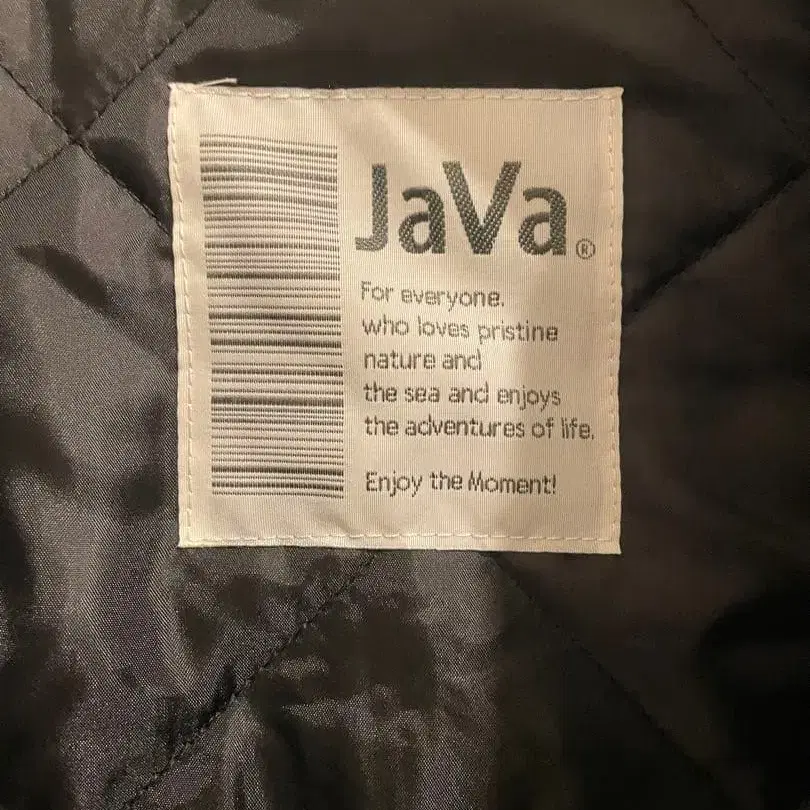 JaVa®
For everyone.
who loves pristine
nature and
the sea and enjoys
the adventures of life.
Enjoy the Moment!